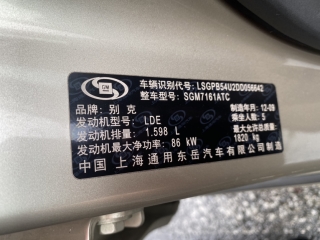 GM
车辆识别代号: LSGPB54U2DD056642
整车型号: SGM7161ATC
品牌: 别克 制造年月: 12-09
发动机型号: LDE 乘坐人数: 5
发动机排量: 1.598 L 最大允许总质量
发动机最大净功率: 86 kW 1820 kg
中国 上海通用东岳汽车有限公司制造